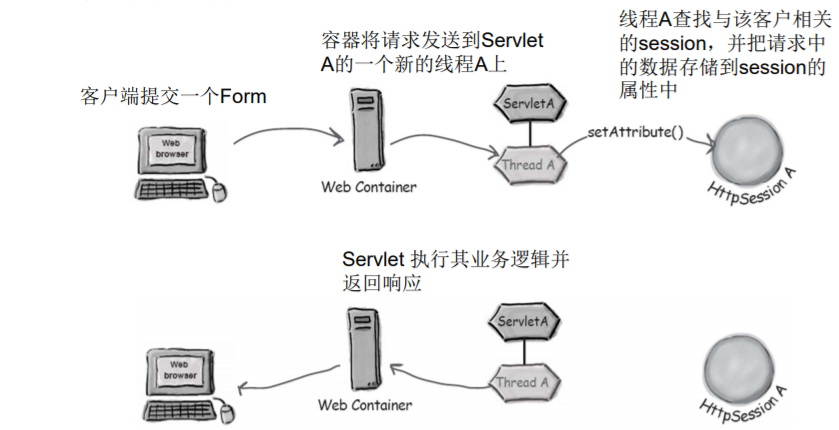 线程A查找与该客户相关
的session，并把请求中
的数据存储到session的
属性中
容器将请求发送到Servlet
A的一个新的线程A上
客户端提交一个Form
ServletA
Web
browser
setAttribute()
Thread A
Web Container
HttpSession A
Servlet 执行其业务逻辑并
返回响应
ServletA
Web
browser
Thread A
Web Container
HttpSession A